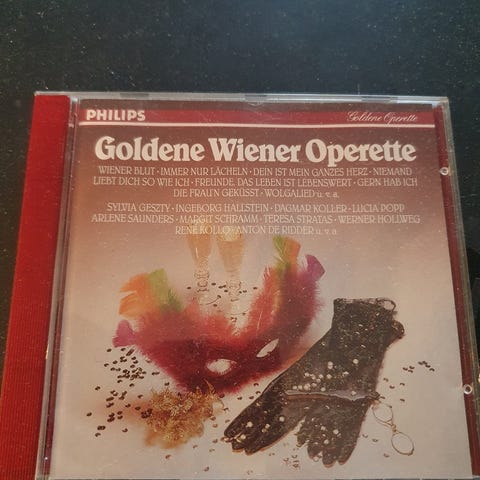 PHILIPS
Goldene Operette
Goldene Wiener Operette
WIENER BLUT · IMMER NUR LÄCHELN · DEIN IST MEIN GANZES HERZ · NIEMAND
LIEBT DICH SO WIE ICH · FREUNDE, DAS LEBEN IST LEBENSWERT · GERN HAB ICH
DIE FRAU'N GEKÜSST · WOLGALIED u. v. a.
SYLVIA GESZTY · INGEBORG HALLSTEIN · DAGMAR KOLLER · LUCIA POPP
ARLENE SAUNDERS · MARGIT SCHRAMM · TERESA STRATAS · WERNER HOLLWEG
RENÉ KOLLO · ANTON DE RIDDER u. v. a.